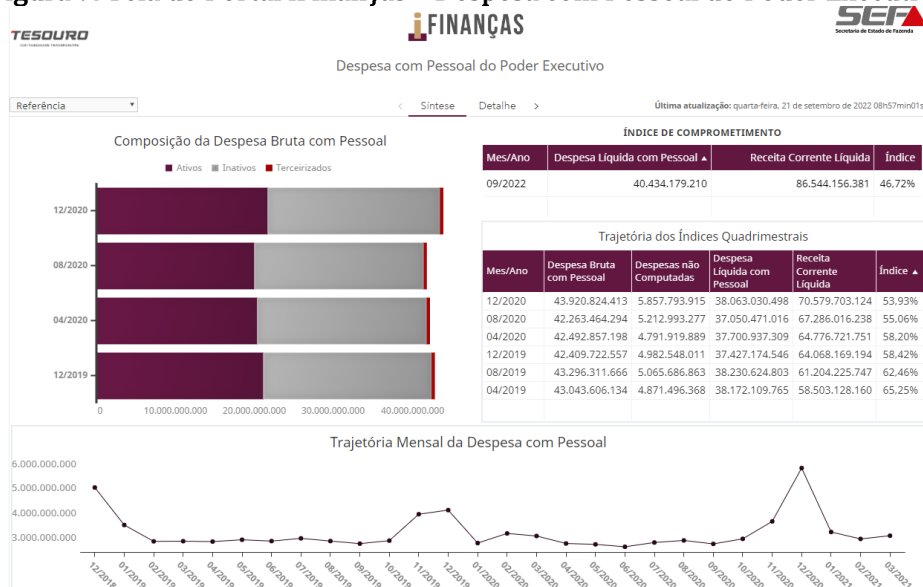 TESOURO
FINANÇAS
SEF
Secretaria de Estado de Fazenda
Despesa com Pessoal do Poder Executivo
Referência
Síntese Detalhe
Última atualização: quarta-feira, 21 de setembro de 2022 08h57min01s
Composição da Despesa Bruta com Pessoal
Ativos Inativos Terceirizados
12/2020
08/2020
04/2020
12/2019
0 10.000.000.000 20.000.000.000 30.000.000.000 40.000.000.000
ÍNDICE DE COMPROMETIMENTO
Mes/Ano Despesa Líquida com Pessoal Receita Corrente Líquida Índice
09/2022 40.434.179.210 86.544.156.381 46,72%
Trajetória dos Índices Quadrimestrais
Mes/Ano Despesa Bruta com Pessoal Despesas não Computadas Despesa Líquida com Pessoal Receita Corrente Líquida Índice
12/2020 43.920.824.413 5.857.793.915 38.063.030.498 70.579.703.124 53,93%
08/2020 42.263.464.294 5.212.993.277 37.050.471.016 67.286.016.238 55,06%
04/2020 42.492.857.198 4.791.919.889 37.700.937.309 64.776.721.751 58,20%
12/2019 42.409.722.557 4.982.548.011 37.427.174.546 64.068.169.194 58,42%
08/2019 43.296.311.666 5.065.686.863 38.230.624.803 61.204.225.747 62,46%
04/2019 43.043.606.134 4.871.496.368 38.172.109.765 58.503.128.160 65,25%
Trajetória Mensal da Despesa com Pessoal
6.000.000.000
5.000.000.000
4.000.000.000
3.000.000.000
12/2018 01/2019 02/2019 03/2019 04/2019 05/2019 06/2019 07/2019 08/2019 09/2019 10/2019 11/2019 12/2019 01/2020 02/2020 03/2020 04/2020 05/2020 06/2020 07/2020 08/2020 09/2020 10/2020 11/2020 12/2020 01/2021 02/2021 03/2021